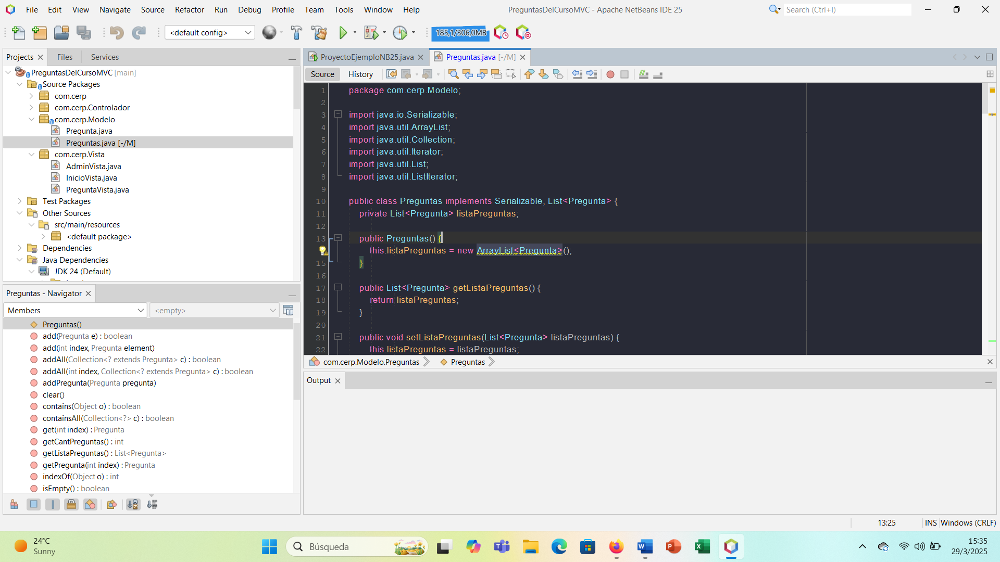 File Edit View Navigate Source Refactor Run Debug Profile Team Tools Window Help
PreguntasDelCursoMVC - Apache NetBeans IDE 25
Search (Ctrl+I)
<default config>
185,1/306,0MB
Projects Files Services
PreguntasDelCursoMVC [main]
Source Packages
com.cerp
com.cerp.Controlador
com.cerp.Modelo
Pregunta.java
Preguntas.java [-/M]
com.cerp.Vista
AdminVista.java
InicioVista.java
PreguntaVista.java
Test Packages
Other Sources
src/main/resources
<default package>
Dependencies
Java Dependencies
JDK 24 (Default)
Preguntas - Navigator
Members
<empty>
Preguntas()
add(Pregunta e) : boolean
add(int index, Pregunta element)
addAll(Collection<? extends Pregunta> c) : boolean
addAll(int index, Collection<? extends Pregunta> c) : boolean
addPregunta(Pregunta pregunta)
clear()
contains(Object o) : boolean
containsAll(Collection<?> c) : boolean
get(int index) : Pregunta
getCantPreguntas() : int
getListaPreguntas() : List<Pregunta>
getPregunta(int index) : Pregunta
indexOf(Object o) : int
isEmpty() : boolean
ProyectoEjemploNB25.java
Preguntas.java [-/M]
Source History
1 package com.cerp.Modelo;
2
3 import java.io.Serializable;
4 import java.util.ArrayList;
5 import java.util.Collection;
6 import java.util.Iterator;
7 import java.util.List;
8 import java.util.ListIterator;
9
10 public class Preguntas implements Serializable, List<Pregunta> {
11 private List<Pregunta> listaPreguntas;
12
13 public Preguntas() {
this.listaPreguntas = new ArrayList<Pregunta>();
15 }
16
17 public List<Pregunta> getListaPreguntas() {
18 return listaPreguntas;
19 }
20
21 public void setListaPreguntas(List<Pregunta> listaPreguntas) {
22 this.listaPreguntas = listaPreguntas;
com.cerp.Modelo.Preguntas Preguntas
Output
13:25 INS Windows (CRLF)
24°C
Sunny
Búsqueda
15:35
29/3/2025